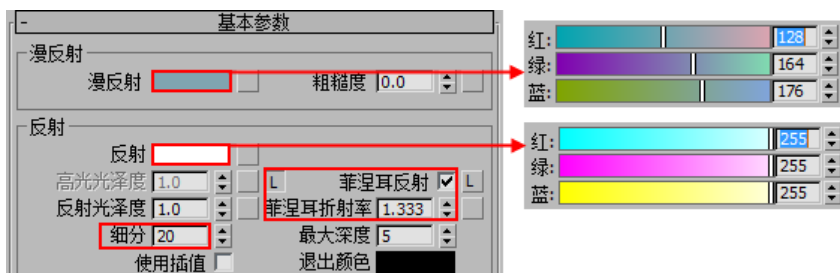 - 基本参数
漫反射
漫反射 粗糙度 0.0
反射
反射
高光光泽度 1.0 L 菲涅耳反射 L
反射光泽度 1.0 菲涅耳折射率 1.333
细分 20 最大深度 5
使用插值 退出颜色
红: 128
绿: 164
蓝: 176
红: 255
绿: 255
蓝: 255